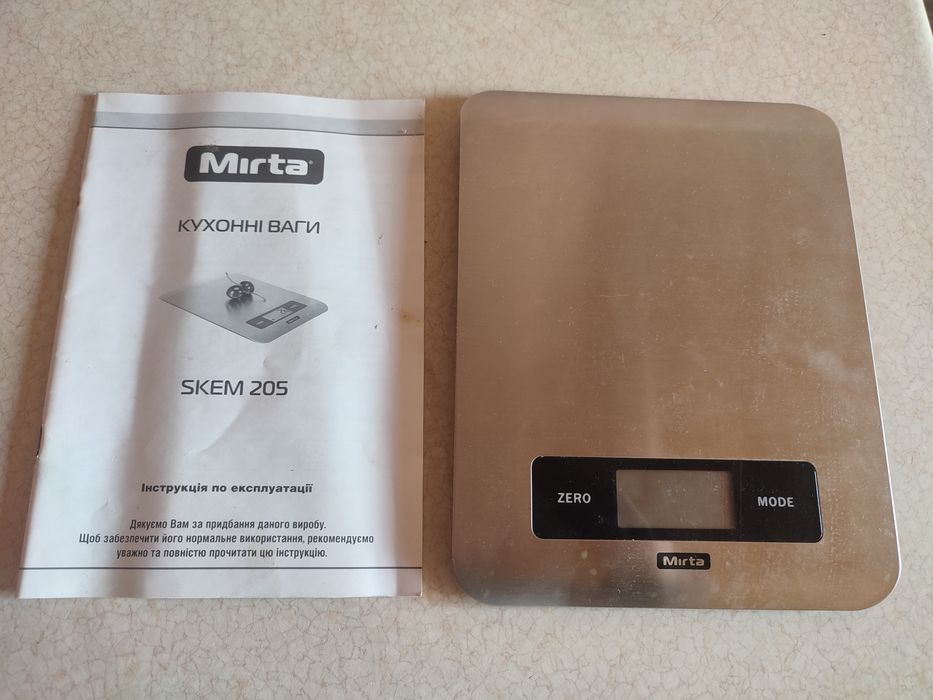 Mirta
КУХОННІ ВАГИ
SKEM 205
Інструкція по експлуатації
Дякуємо Вам за придбання даного виробу.
Щоб забезпечити його нормальне використання, рекомендуємо
уважно та повністю прочитати цю інструкцію.
ZERO
MODE
Mirta